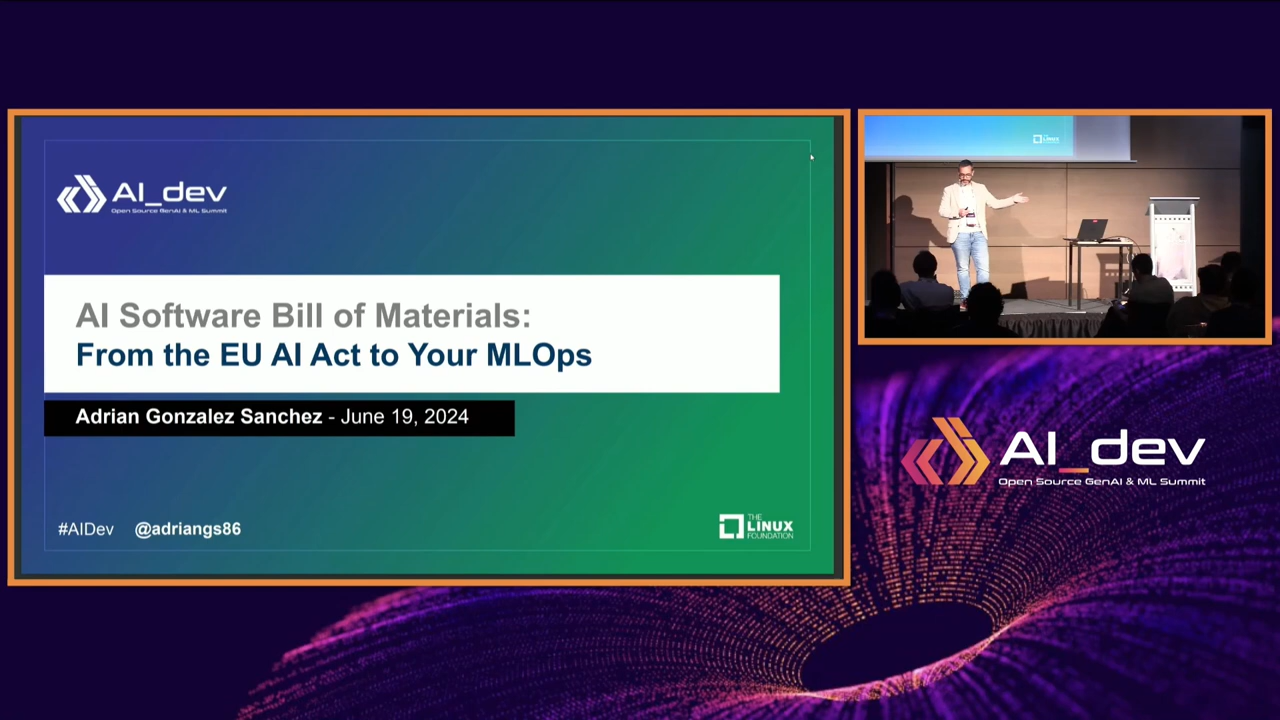 AI_dev
Open Source GenAI & ML Summit
AI Software Bill of Materials:
From the EU AI Act to Your MLOps
Adrian Gonzalez Sanchez - June 19, 2024
#AIDev @adriangs86
THE
LINUX
FOUNDATION
AI_dev
Open Source GenAI & ML Summit